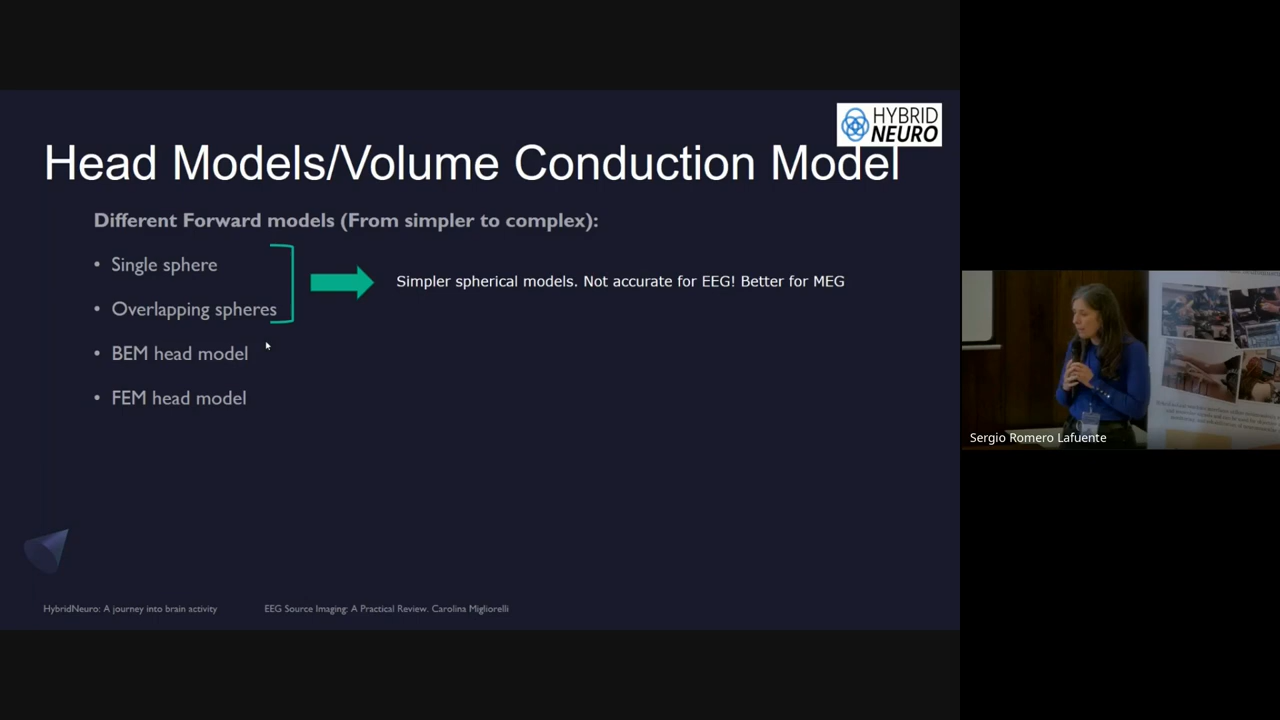 HYBRID
NEURO
Head Models/Volume Conduction Model
Different Forward models (From simpler to complex):
• Single sphere
• Overlapping spheres
• BEM head model
• FEM head model
Simpler spherical models. Not accurate for EEG! Better for MEG
Sergio Romero Lafuente
HybridNeuro: A journey into brain activity
EEG Source Imaging: A Practical Review. Carolina Migliorelli